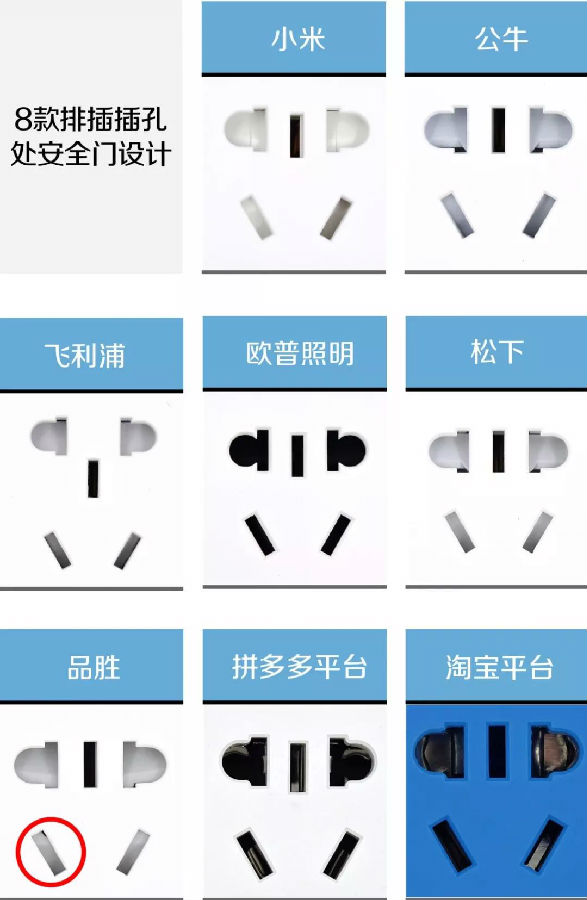 8款排插插孔
处安全门设计
小米
公牛
飞利浦
欧普照明
松下
品胜
拼多多平台
淘宝平台